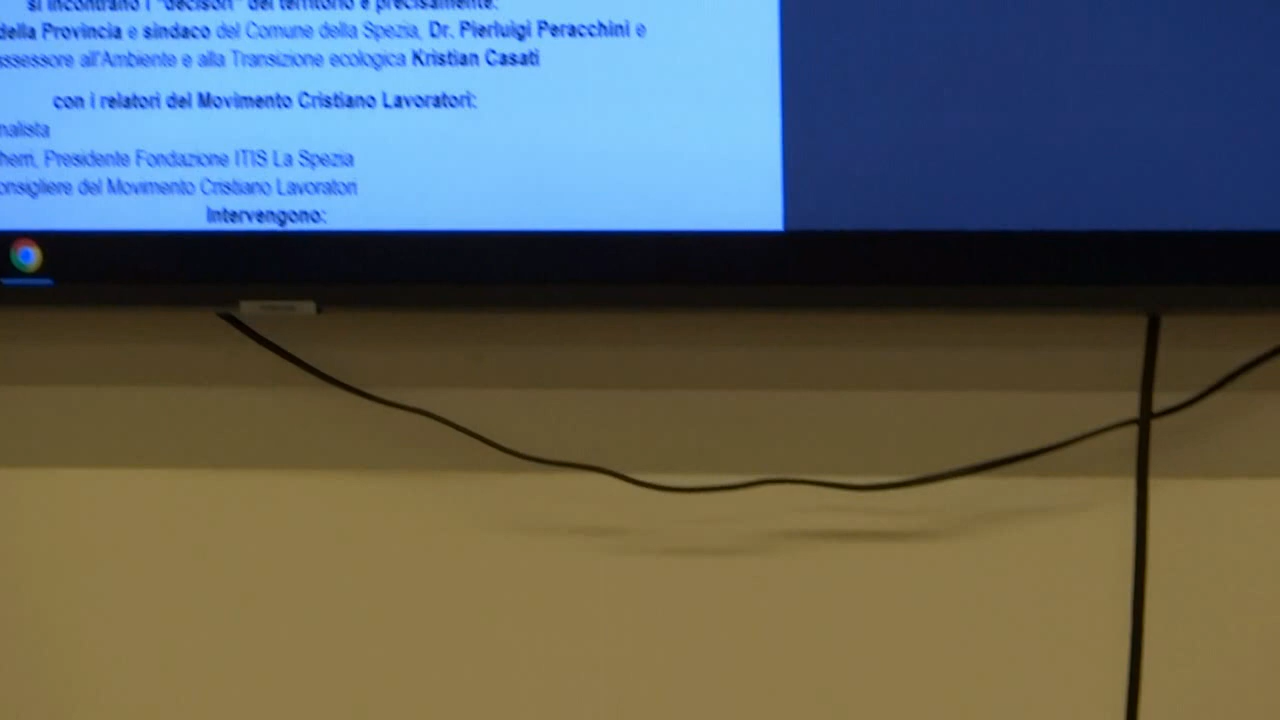 si incontrano i "decisori" del territorio e precisamente:
della Provincia e sindaco del Comune della Spezia, Dr. Pierluigi Peracchini e
assessore all'Ambiente e alla Transizione ecologica Kristian Casati
con i relatori del Movimento Cristiano Lavoratori:
nalista
Presidente Fondazione ITIS La Spezia
onsigliere del Movimento Cristiano Lavoratori
Intervengono: